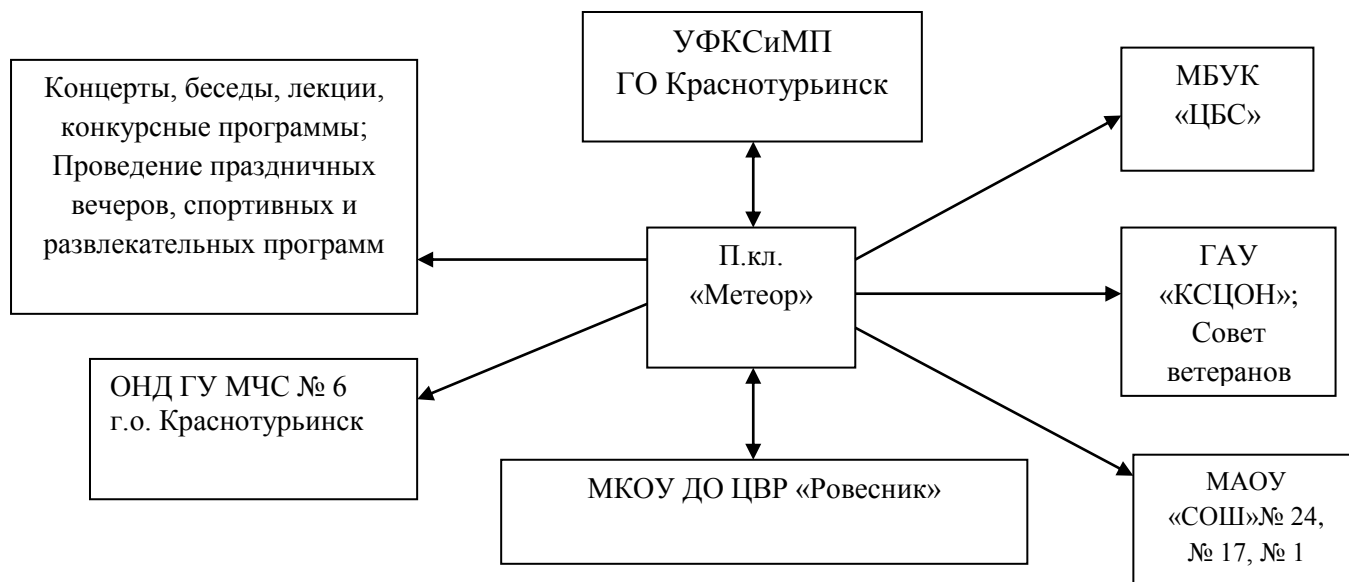 УФКСиМП
ГО Краснотурьинск
Концерты, беседы, лекции,
конкурсные программы;
Проведение праздничных
вечеров, спортивных и
развлекательных программ
МБУК
«ЦБС»
П.кл.
«Метеор»
ГАУ
«КСЦОН»;
Совет
ветеранов
ОНД ГУ МЧС № 6
г.о. Краснотурьинск
МКОУ ДО ЦВР «Ровесник»
МАОУ
«СОШ»№ 24,
№ 17, № 1